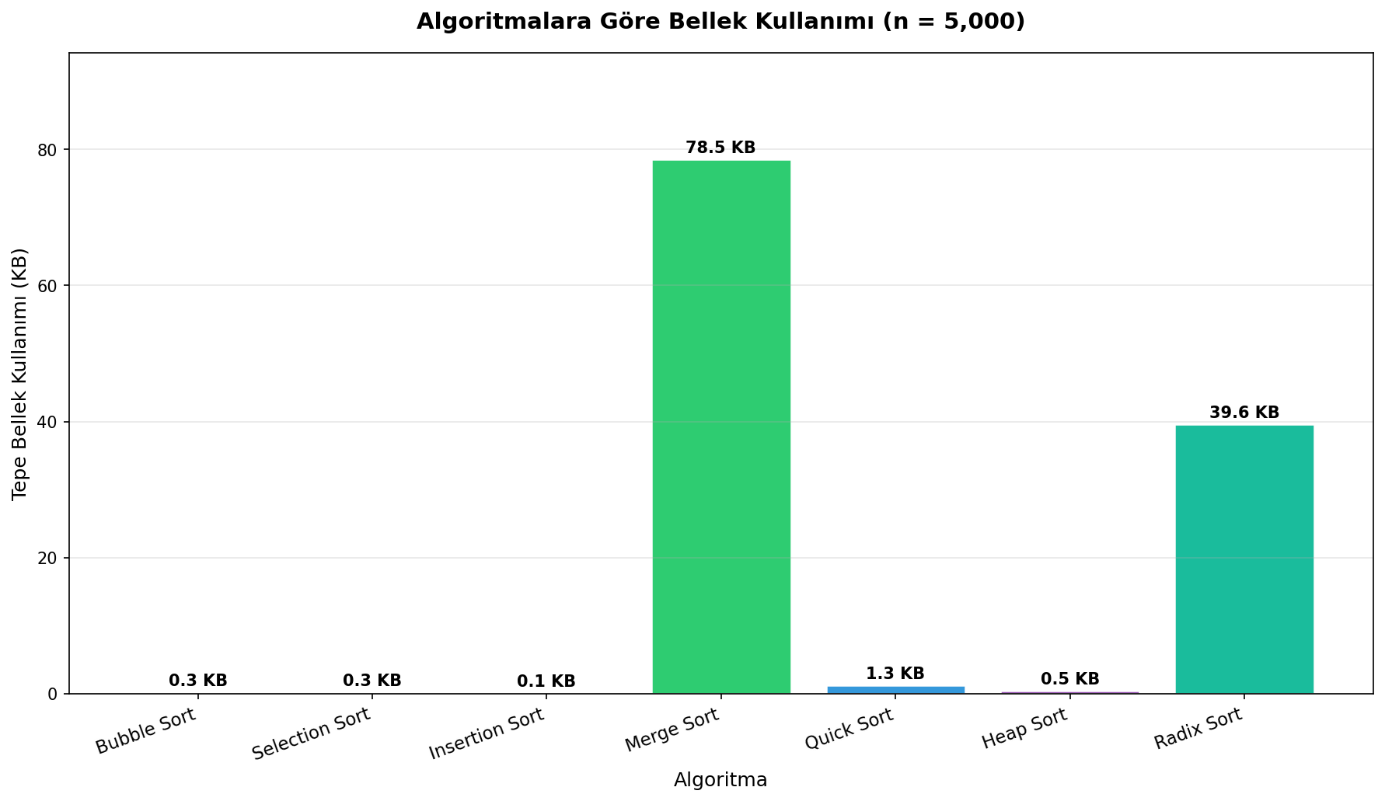 Algoritmalara Göre Bellek Kullanımı (n = 5,000)
Tepe Bellek Kullanımı (KB)
80
60
40
20
0
0.3 KB
0.3 KB
0.1 KB
78.5 KB
1.3 KB
0.5 KB
39.6 KB
Bubble Sort
Selection Sort
Insertion Sort
Merge Sort
Quick Sort
Heap Sort
Radix Sort
Algoritma